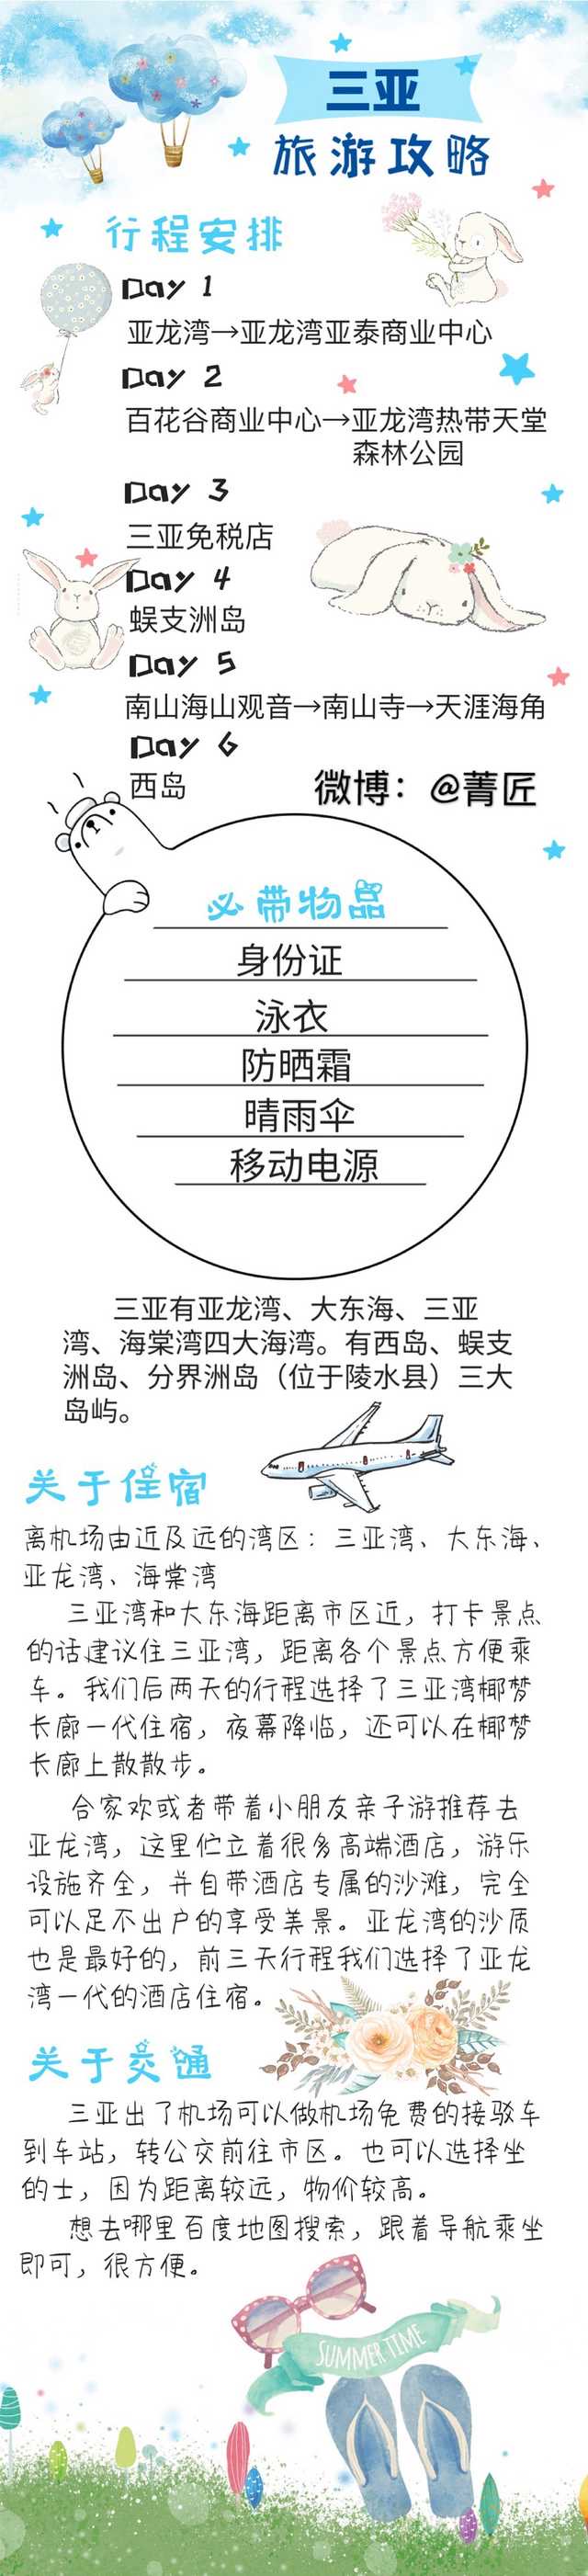 三亚
旅游攻略
行程安排
Day 1
亚龙湾→亚龙湾亚泰商业中心
Day 2
百花谷商业中心→亚龙湾热带天堂
森林公园
Day 3
三亚免税店
Day 4
蜈支洲岛
Day 5
南山海山观音→南山寺→天涯海角
Day 6
西岛
微博：@菁匠
必带物品
身份证
泳衣
防晒霜
晴雨伞
移动电源
三亚有亚龙湾、大东海、三亚
湾、海棠湾四大海湾。有西岛、蜈支
洲岛、分界洲岛（位于陵水县）三大
岛屿。
关于住宿
离机场由近及远的湾区：三亚湾、大东海、
亚龙湾、海棠湾
三亚湾和大东海距离市区近，打卡景点
的话建议住三亚湾，距离各个景点方便乘
车。我们后两天的行程选择了三亚湾椰梦
长廊一代住宿，夜幕降临，还可以在椰梦
长廊上散散步。
合家欢或者带着小朋友亲子游推荐去
亚龙湾，这里伫立着很多高端酒店，游乐
设施齐全，并自带酒店专属的沙滩，完全
可以足不出户的享受美景。亚龙湾的沙质
也是最好的，前三天行程我们选择了亚龙
湾一代的酒店住宿。
关于交通
三亚出了机场可以做机场免费的接驳车
到车站，转公交前往市区。也可以选择坐
的士，因为距离较远，物价较高。
想去哪里百度地图搜索，跟着导航乘坐
即可，很方便。
SUMMER TIME